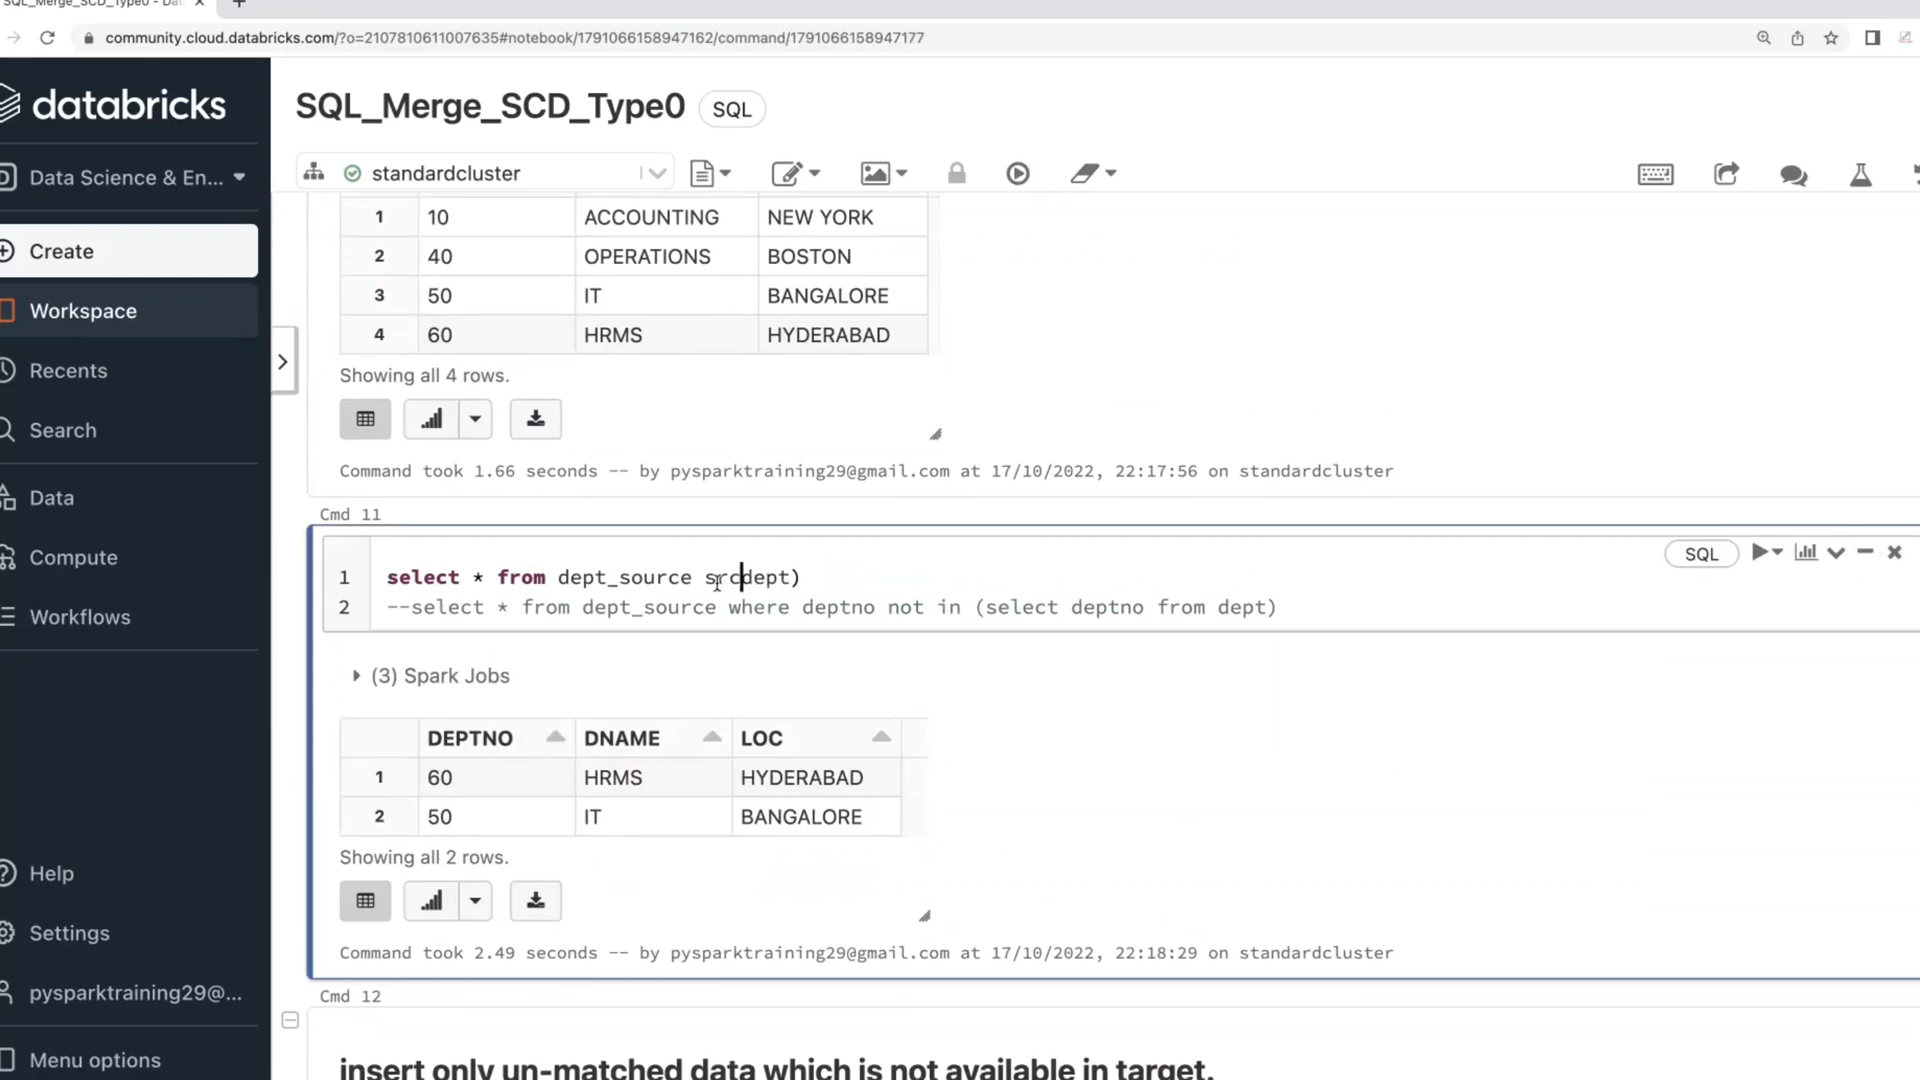 SQL_Merge_SCD_Type0 - Da
community.cloud.databricks.com/?o=2107810611007635#notebook/1791066158947162/command/1791066158947177
databricks
SQL_Merge_SCD_Type0 SQL
Data Science & En...
standardcluster
Create
Workspace
Recents
Search
Data
Compute
Workflows
Help
Settings
pysparktraining29@...
Menu options
1 10 ACCOUNTING NEW YORK
2 40 OPERATIONS BOSTON
3 50 IT BANGALORE
4 60 HRMS HYDERABAD
Showing all 4 rows.
Command took 1.66 seconds -- by pysparktraining29@gmail.com at 17/10/2022, 22:17:56 on standardcluster
Cmd 11
SQL
1 select * from dept_source srcdept)
2 --select * from dept_source where deptno not in (select deptno from dept)
(3) Spark Jobs
DEPTNO DNAME LOC
1 60 HRMS HYDERABAD
2 50 IT BANGALORE
Showing all 2 rows.
Command took 2.49 seconds -- by pysparktraining29@gmail.com at 17/10/2022, 22:18:29 on standardcluster
Cmd 12
insert only un-matched data which is not available in target.